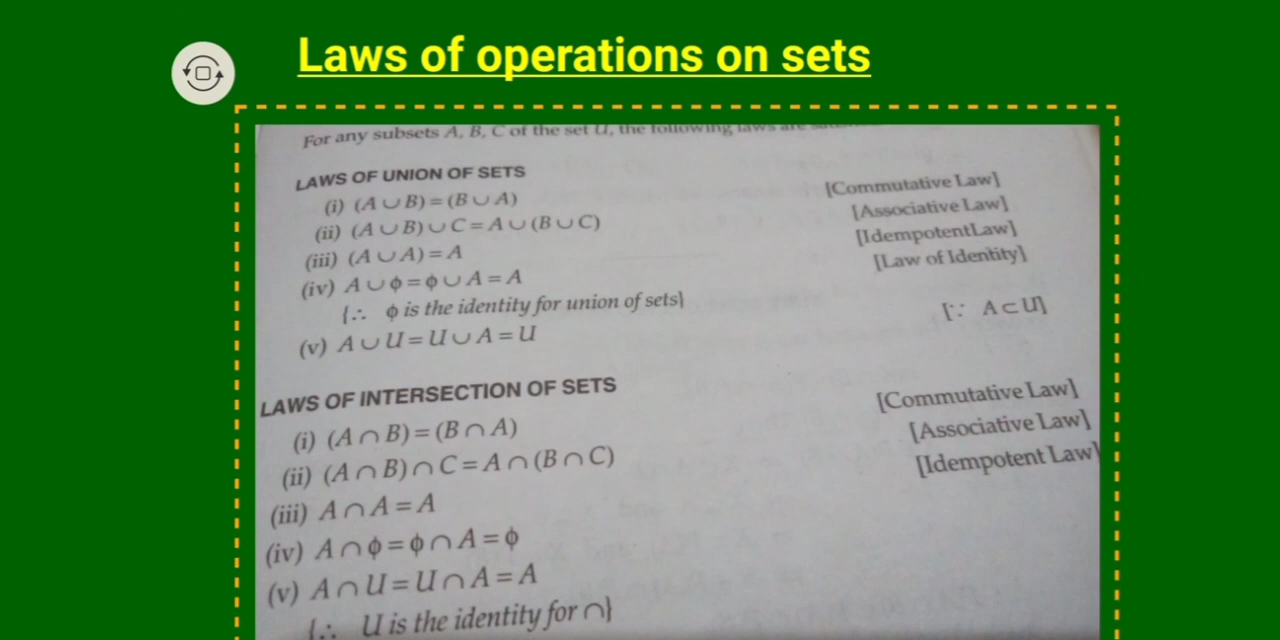 Laws of operations on sets
For any subsets A, B, C of the set U, the following laws are
LAWS OF UNION OF SETS
(i) (A ∪ B) = (B ∪ A) [Commutative Law]
(ii) (A ∪ B) ∪ C = A ∪ (B ∪ C) [Associative Law]
(iii) (A ∪ A) = A [IdempotentLaw]
(iv) A ∪ ϕ = ϕ ∪ A = A [Law of Identity]
{∴ ϕ is the identity for union of sets}
(v) A ∪ U = U ∪ A = U [∵ A ⊂ U]
LAWS OF INTERSECTION OF SETS
(i) (A ∩ B) = (B ∩ A) [Commutative Law]
(ii) (A ∩ B) ∩ C = A ∩ (B ∩ C) [Associative Law]
(iii) A ∩ A = A [Idempotent Law]
(iv) A ∩ ϕ = ϕ ∩ A = ϕ
(v) A ∩ U = U ∩ A = A
{∴ U is the identity for ∩}